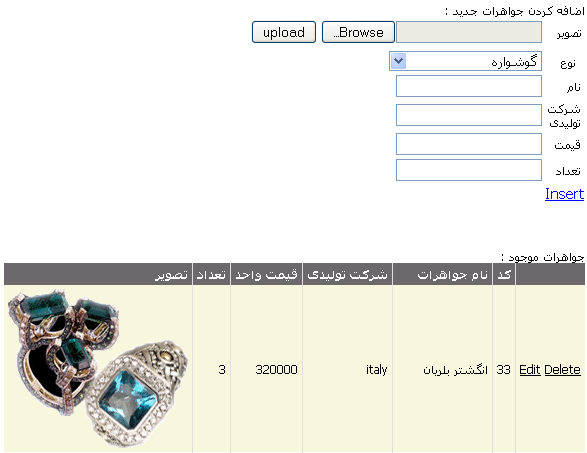 اضافه کردن جواهرات جدید :
تصویر Browse... upload
نوع گوشواره
نام
شرکت تولیدی
قیمت
تعداد
Insert
جواهرات موجود :
کد نام جواهرات شرکت تولیدی قیمت واحد تعداد تصویر
Edit Delete 33 انگشتر بلریان italy 320000 3